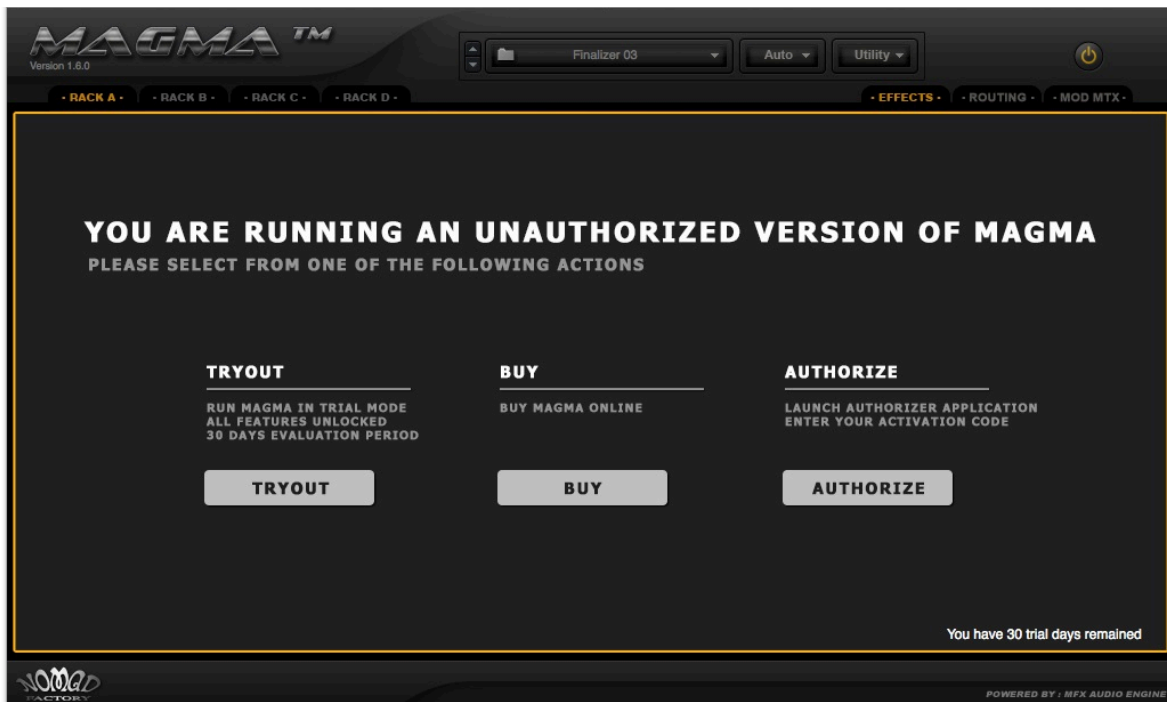 MAGMA ™
Version 1.6.0
Finalizer 03
Auto
Utility
• RACK A •
• RACK B •
• RACK C •
• RACK D •
• EFFECTS •
• ROUTING •
• MOD MTX •
YOU ARE RUNNING AN UNAUTHORIZED VERSION OF MAGMA
PLEASE SELECT FROM ONE OF THE FOLLOWING ACTIONS
TRYOUT
RUN MAGMA IN TRIAL MODE
ALL FEATURES UNLOCKED
30 DAYS EVALUATION PERIOD
TRYOUT
BUY
BUY MAGMA ONLINE
BUY
AUTHORIZE
LAUNCH AUTHORIZER APPLICATION
ENTER YOUR ACTIVATION CODE
AUTHORIZE
You have 30 trial days remained
NOMAD
FACTORY
POWERED BY : MFX AUDIO ENGINE